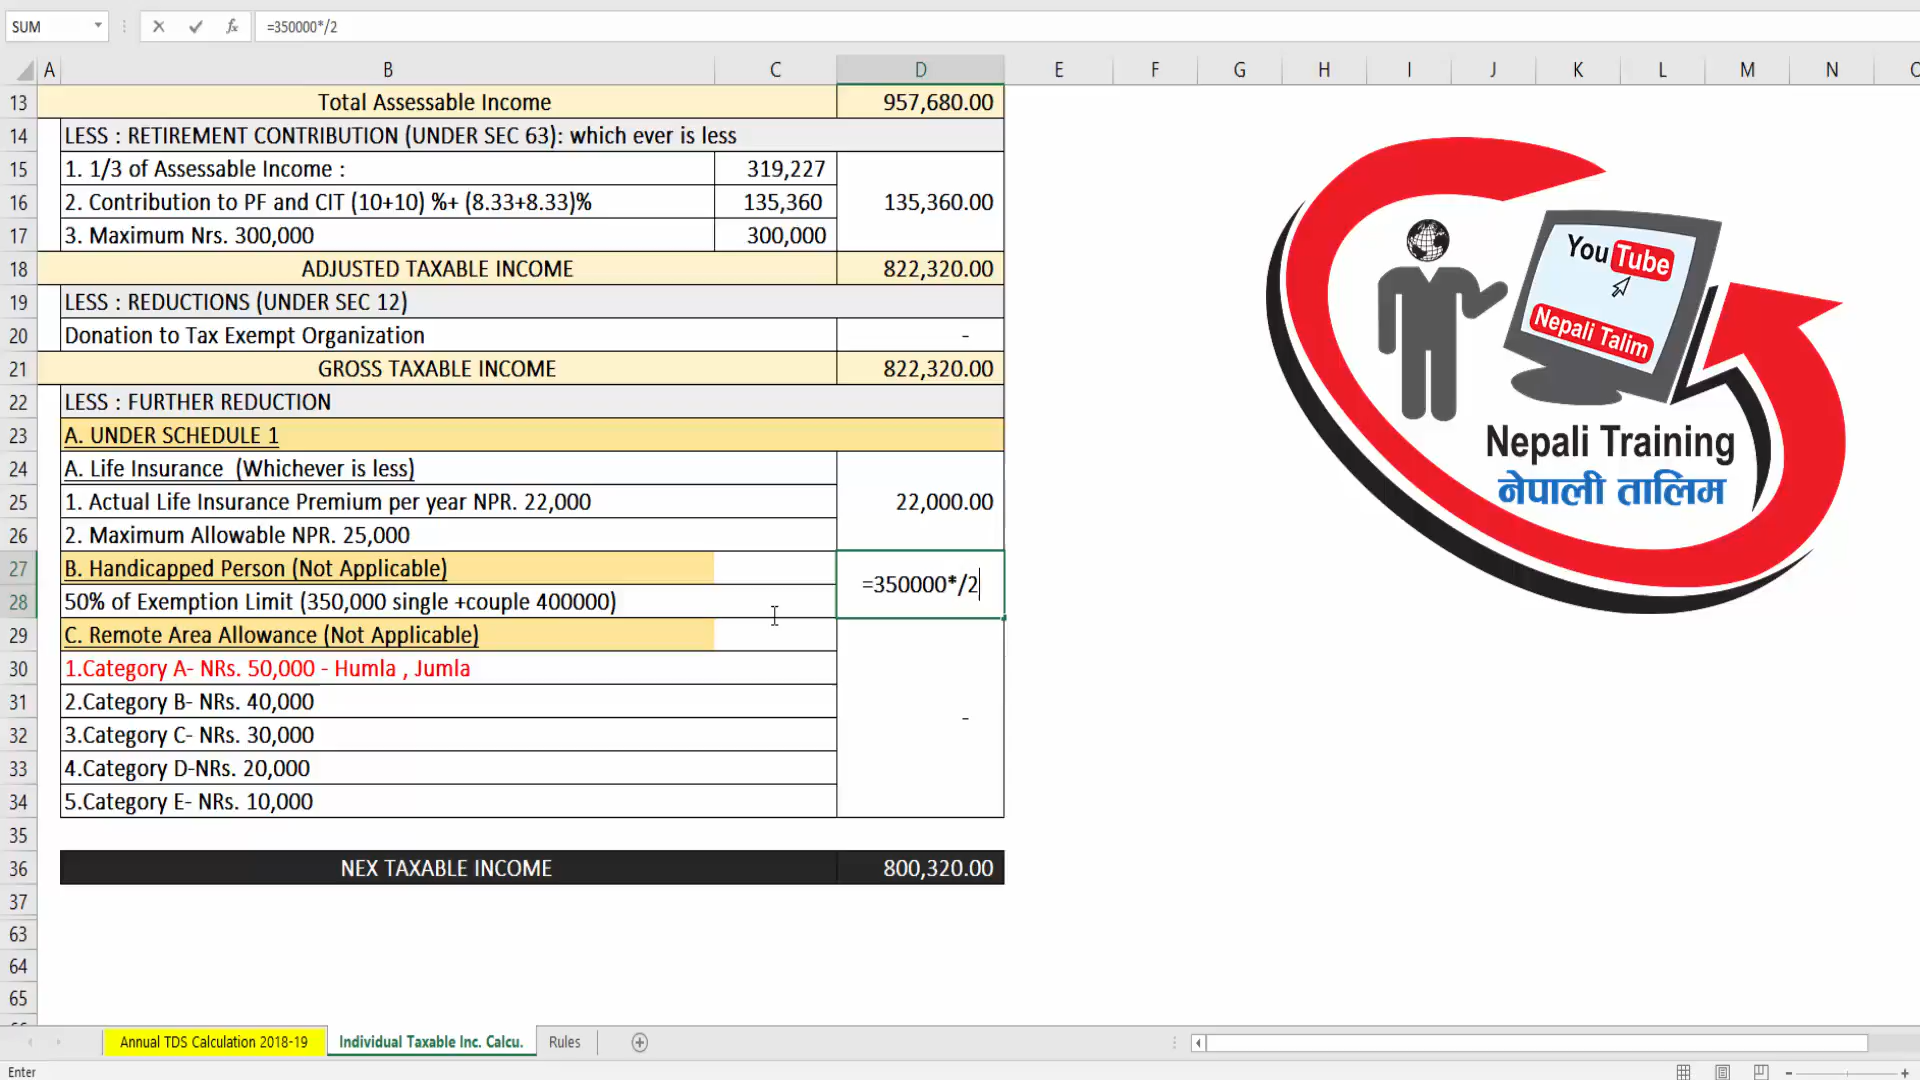 SUM
fx
=350000*/2
A B C D E F G H I J K L M N
13 Total Assessable Income 957,680.00
14 LESS : RETIREMENT CONTRIBUTION (UNDER SEC 63): which ever is less
15 1. 1/3 of Assessable Income : 319,227
16 2. Contribution to PF and CIT (10+10) %+ (8.33+8.33)% 135,360 135,360.00
17 3. Maximum Nrs. 300,000 300,000
18 ADJUSTED TAXABLE INCOME 822,320.00
19 LESS : REDUCTIONS (UNDER SEC 12)
20 Donation to Tax Exempt Organization -
21 GROSS TAXABLE INCOME 822,320.00
22 LESS : FURTHER REDUCTION
23 A. UNDER SCHEDULE 1
24 A. Life Insurance (Whichever is less)
25 1. Actual Life Insurance Premium per year NPR. 22,000 22,000.00
26 2. Maximum Allowable NPR. 25,000
27 B. Handicapped Person (Not Applicable)
=350000*/2
28 50% of Exemption Limit (350,000 single +couple 400000)
29 C. Remote Area Allowance (Not Applicable)
30 1.Category A- NRs. 50,000 - Humla , Jumla
31 2.Category B- NRs. 40,000
-
32 3.Category C- NRs. 30,000
33 4.Category D-NRs. 20,000
34 5.Category E- NRs. 10,000
35
36 NEX TAXABLE INCOME 800,320.00
37
63
64
65
YouTube
Nepali Talim
Nepali Training
नेपाली तालिम
Annual TDS Calculation 2018-19 Individual Taxable Inc. Calcu. Rules
Enter